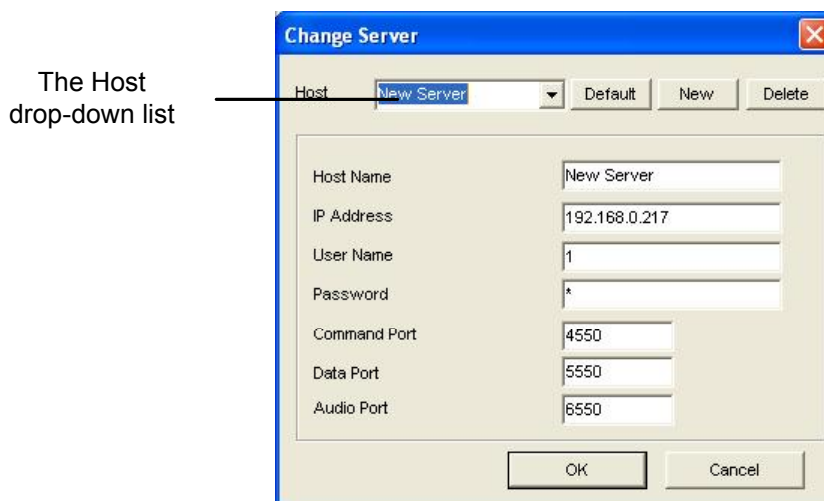 Change Server
The Host
drop-down list
Host New Server Default New Delete
Host Name New Server
IP Address 192.168.0.217
User Name 1
Password *
Command Port 4550
Data Port 5550
Audio Port 6550
OK Cancel